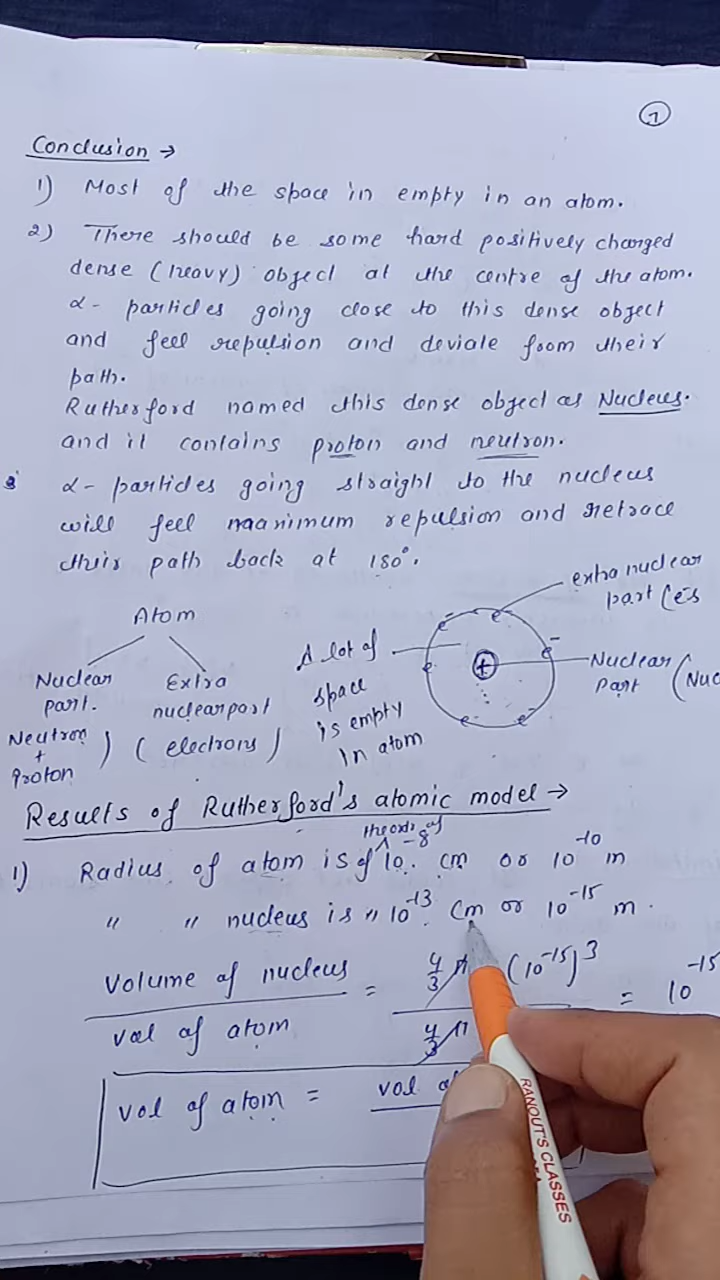 7
Conclusion →
1) Most of the space in empty in an atom.
2) There should be some hard positively charged
dense (heavy) object at the centre of the atom.
α- particles going close to this dense object
and feel repulsion and deviate from their
path.
Rutherford named this dense object as Nucleus.
and it contains proton and neutron.
3 α- particles going straight to the nucleus
will feel maximum repulsion and retrace
their path back at 180°.
Atom
Nuclear part.
Extra nuclear part
(Neutron + Proton)
(electrons)
A lot of
space
is empty
in atom
extra nuclear
part (es
e⁻ e⁻ e⁻ e e⁻ e⁻
+
Nuclear
Part (Nuc
Results of Rutherford's atomic model →
the order of
1) Radius of atom is of 10⁻⁸ cm or 10⁻¹⁰ m
" " nucleus is " 10⁻¹³ cm or 10⁻¹⁵ m.
Volume of nucleus / vol of atom = 4/3 π (10⁻¹⁵)³ / 4/3 π = 10⁻¹⁵
vol of atom = vol of
RANOUT'S CLASSES